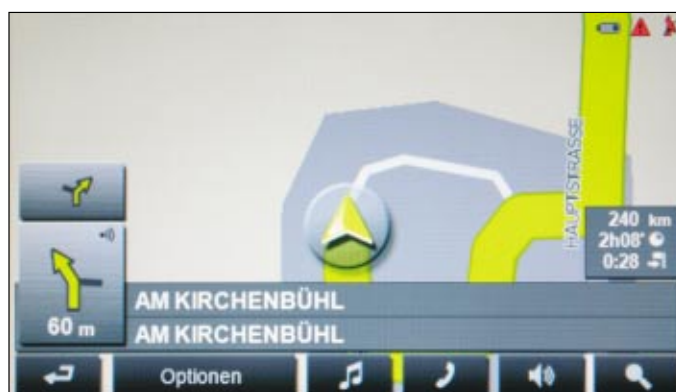 HAUPTSTRASSE
240 km
2h08'
0:28
60 m
AM KIRCHENBÜHL
AM KIRCHENBÜHL
Optionen